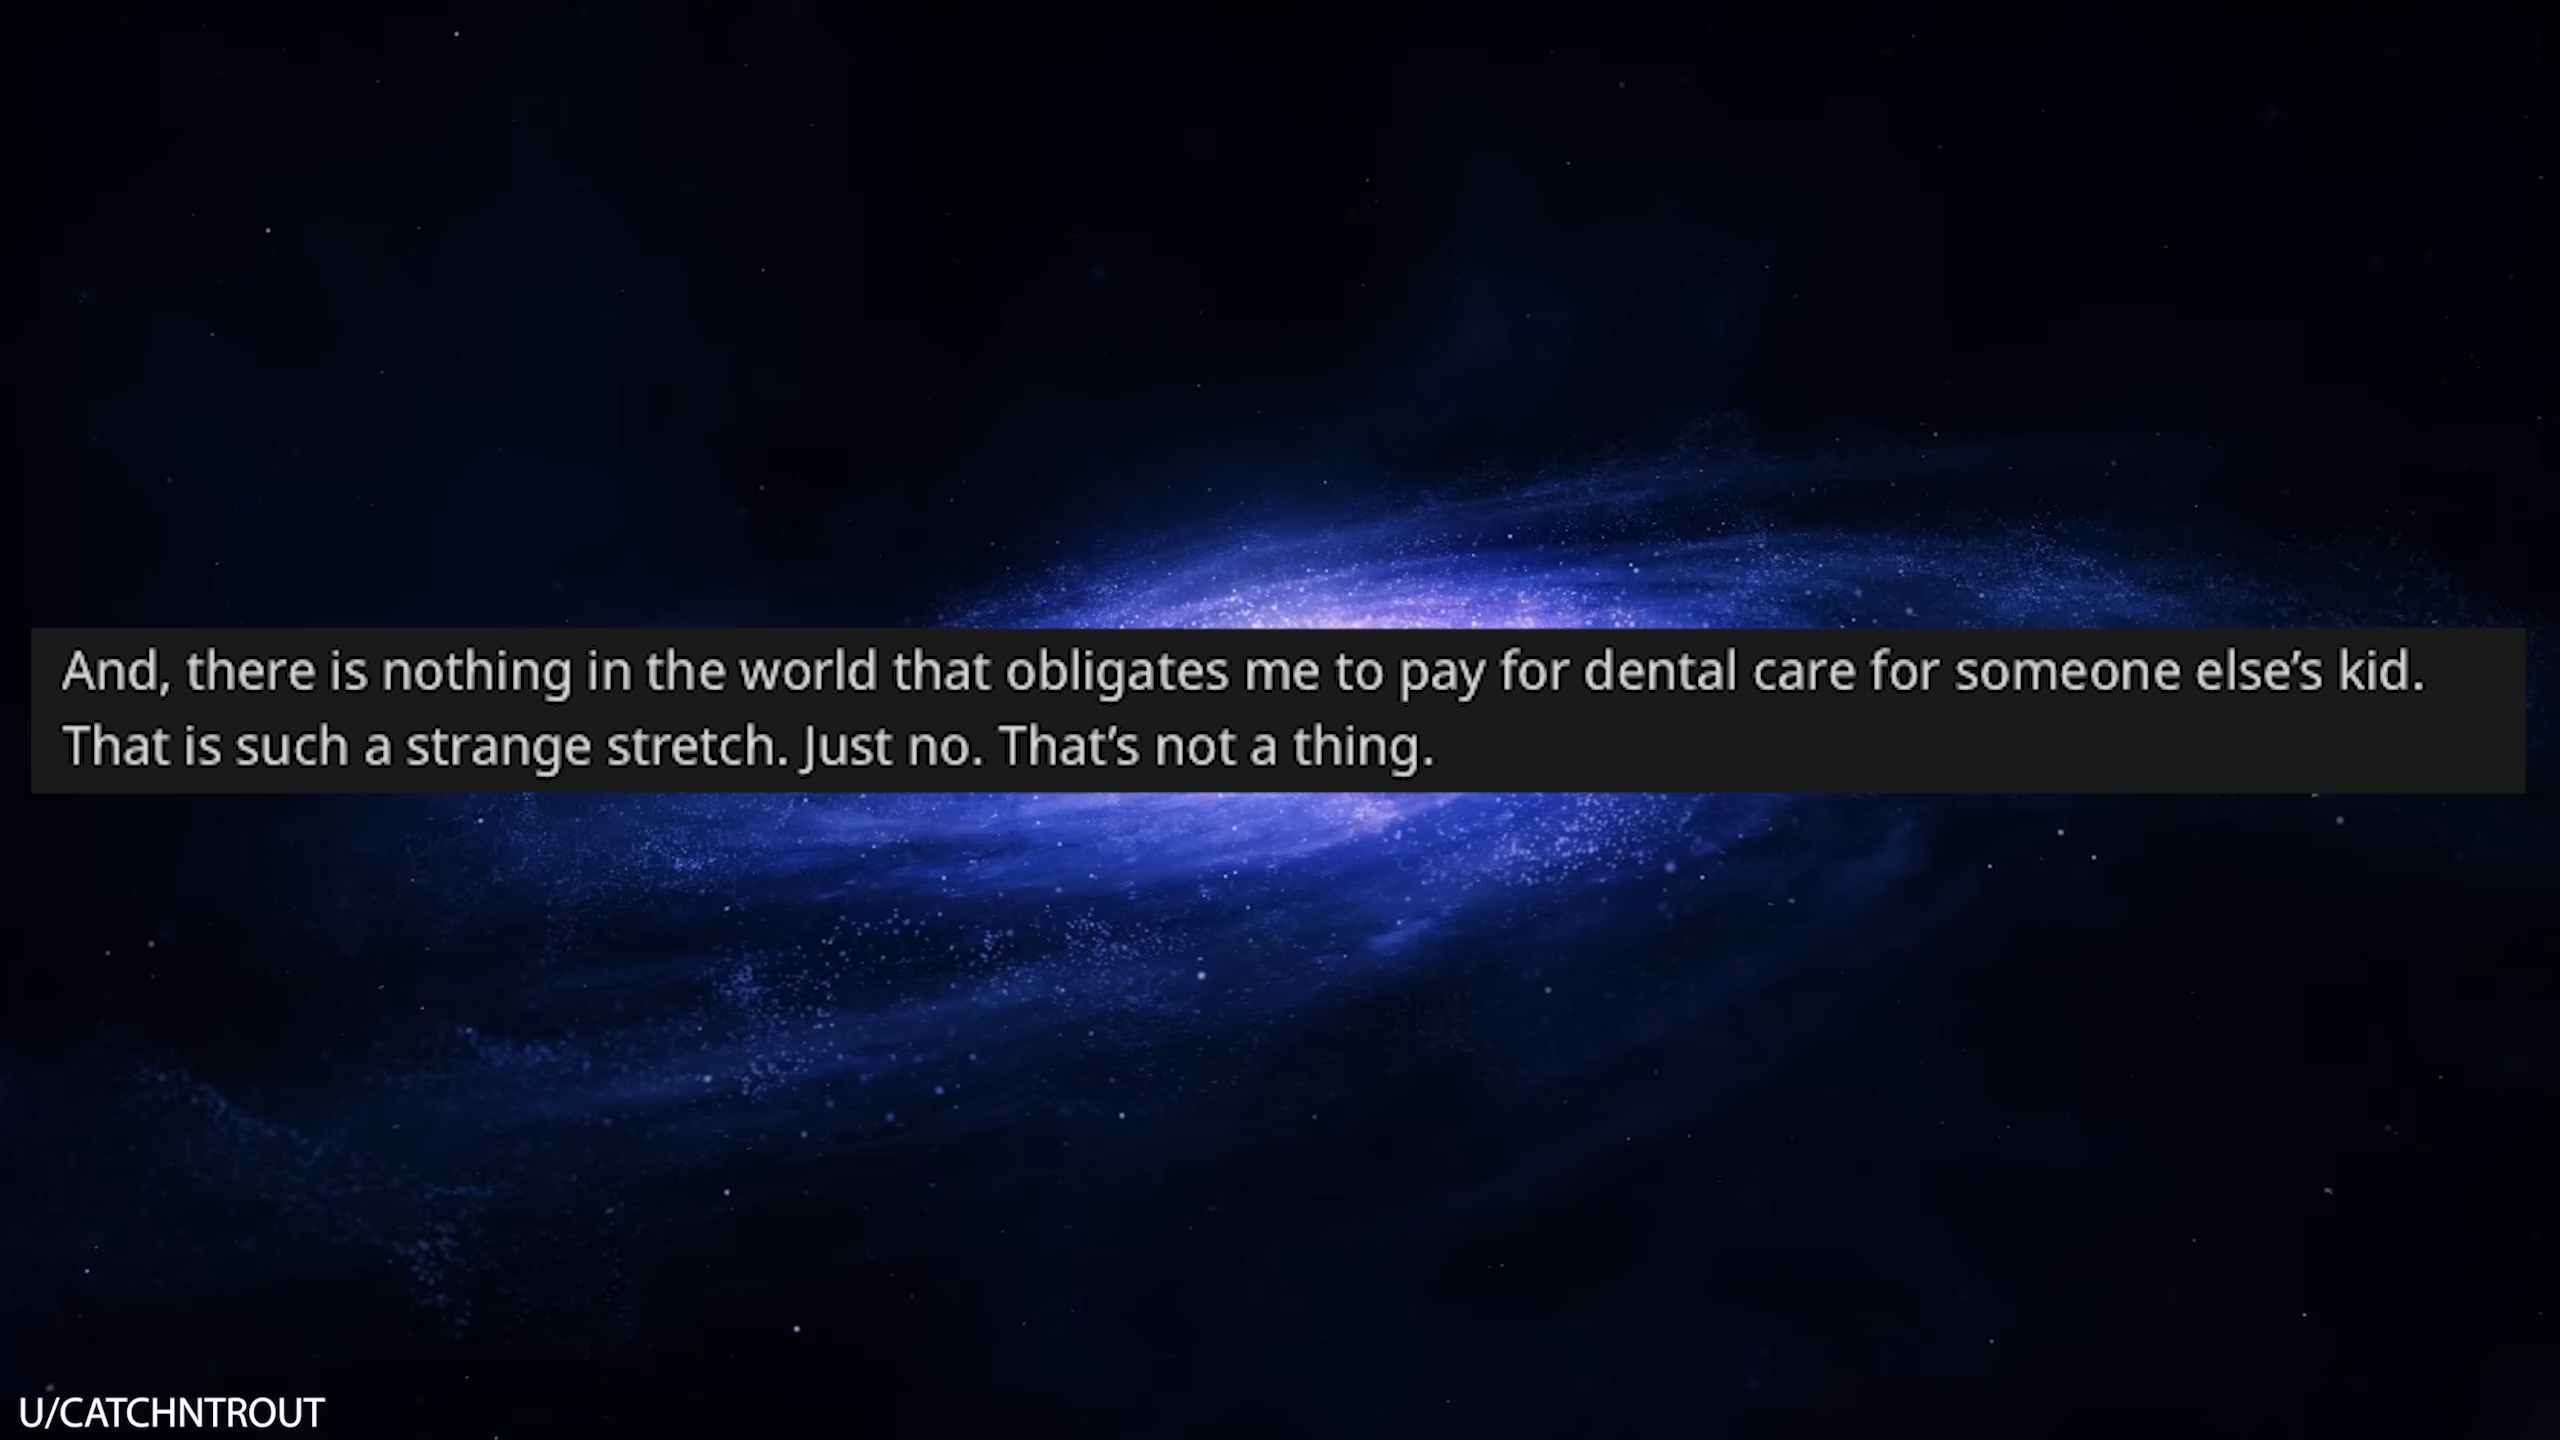 And, there is nothing in the world that obligates me to pay for dental care for someone else’s kid.
That is such a strange stretch. Just no. That’s not a thing.
U/CATCHNTROUT